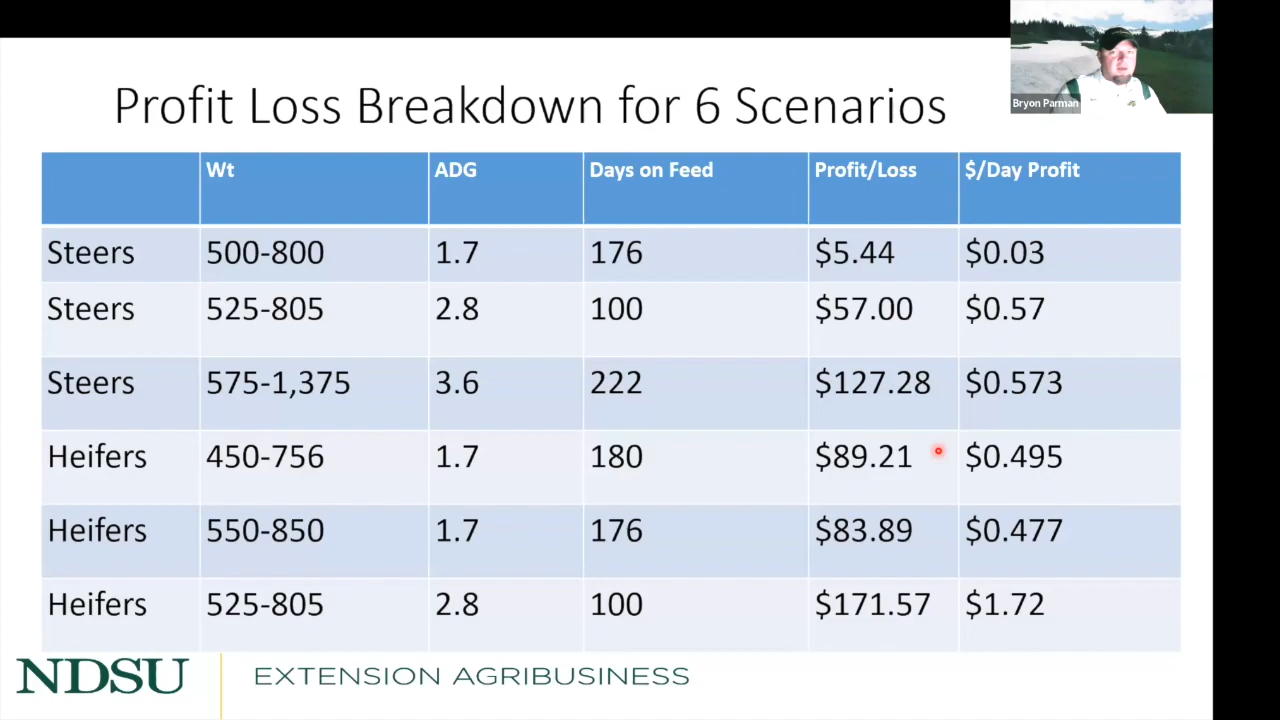 Profit Loss Breakdown for 6 Scenarios
Bryon Parman
Wt ADG Days on Feed Profit/Loss $/Day Profit
Steers 500-800 1.7 176 $5.44 $0.03
Steers 525-805 2.8 100 $57.00 $0.57
Steers 575-1,375 3.6 222 $127.28 $0.573
Heifers 450-756 1.7 180 $89.21 $0.495
Heifers 550-850 1.7 176 $83.89 $0.477
Heifers 525-805 2.8 100 $171.57 $1.72
NDSU EXTENSION AGRIBUSINESS